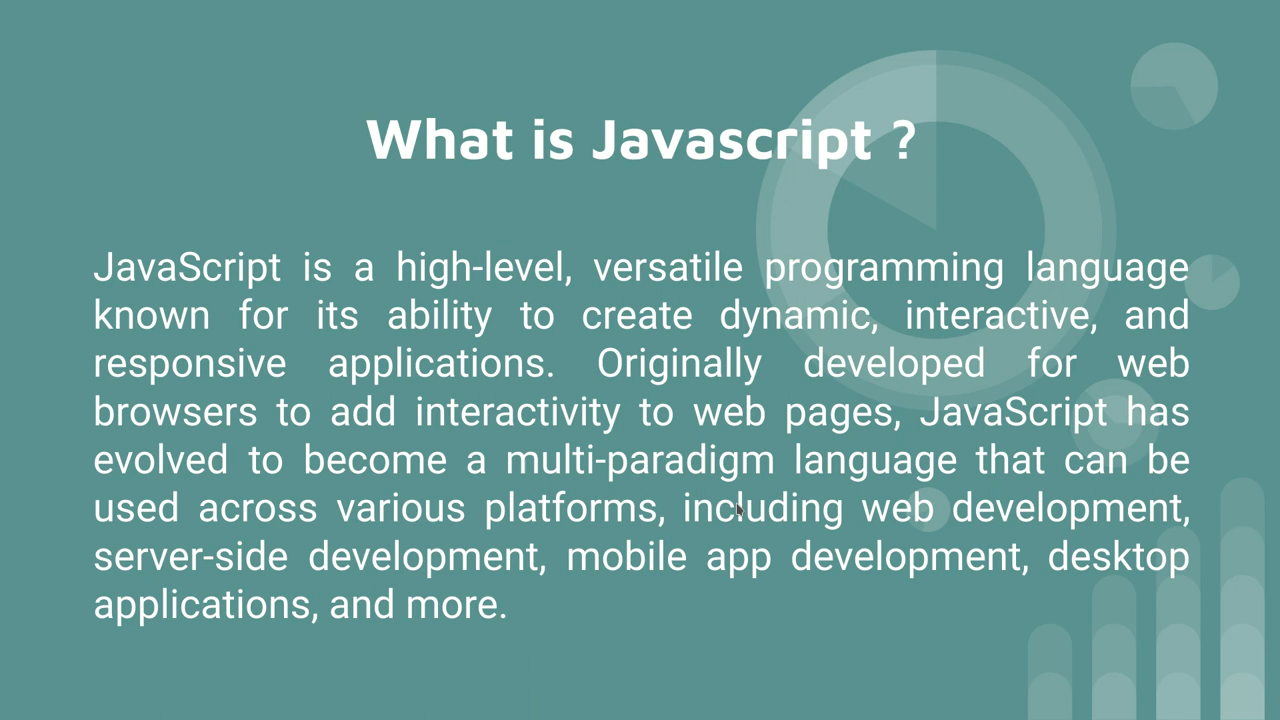 What is Javascript ?
JavaScript is a high-level, versatile programming language
known for its ability to create dynamic, interactive, and
responsive applications. Originally developed for web
browsers to add interactivity to web pages, JavaScript has
evolved to become a multi-paradigm language that can be
used across various platforms, including web development,
server-side development, mobile app development, desktop
applications, and more.